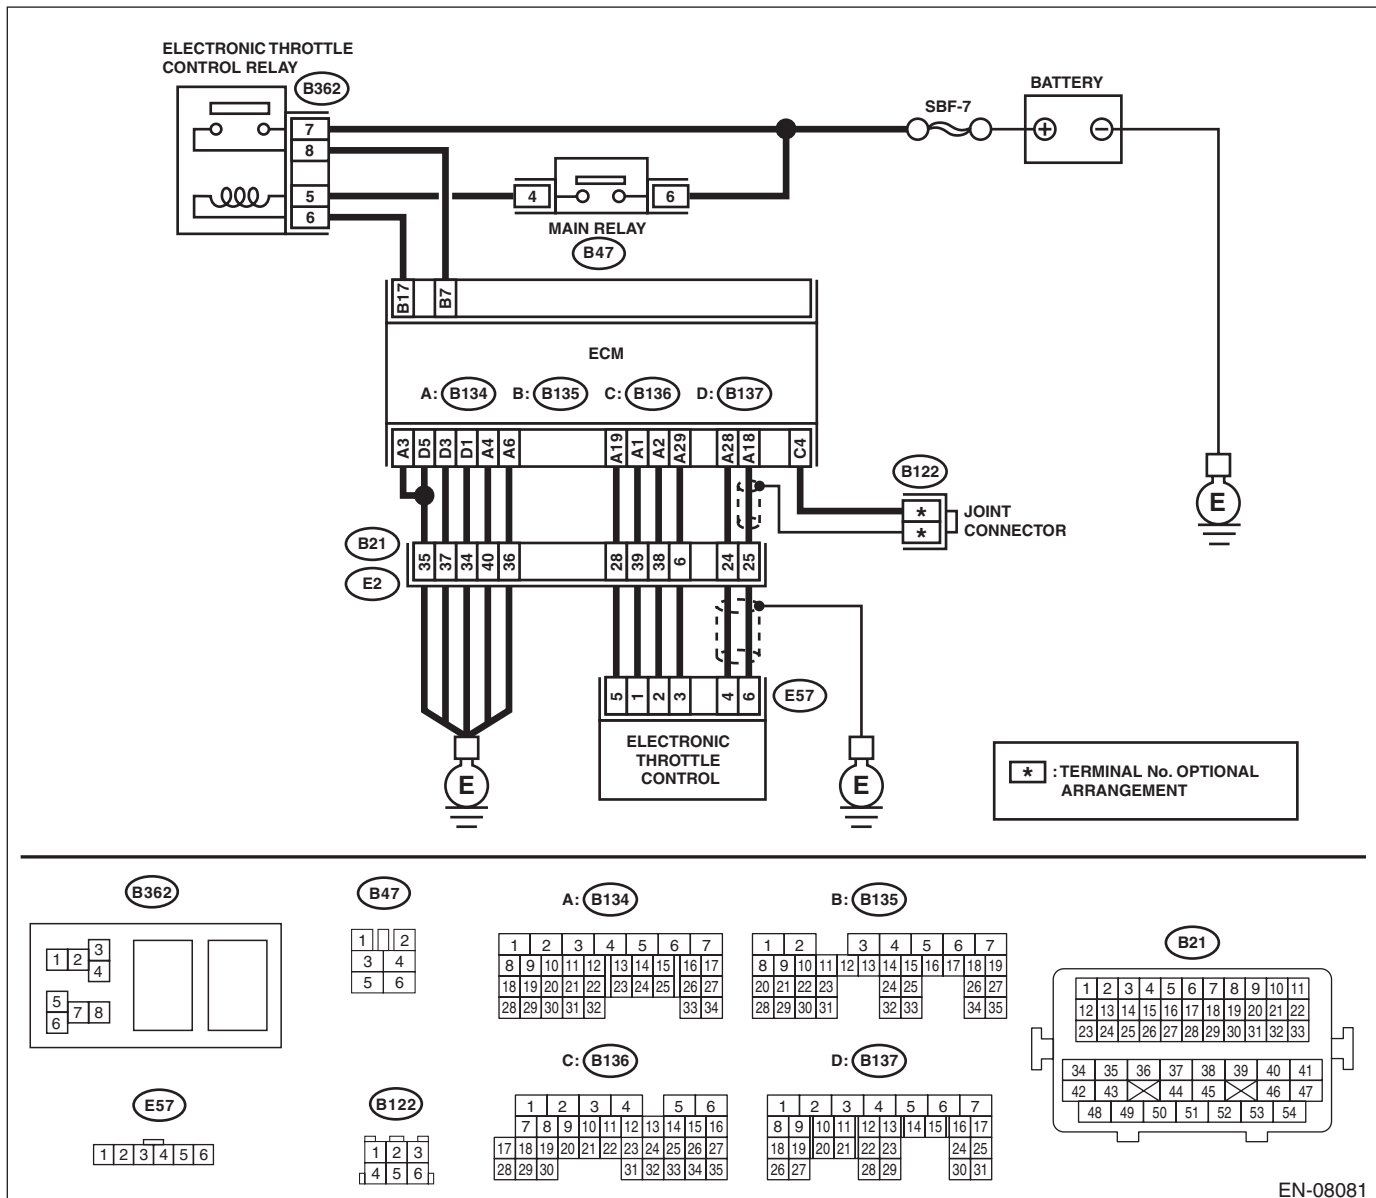 ELECTRONIC THROTTLE
CONTROL RELAY
B362
7
8
5
6
SBF-7
BATTERY
+ −
4
6
MAIN RELAY
B47
B17 B7
ECM
A: B134 B: B135 C: B136 D: B137
A3 D5 D3 D1 A4 A6 A19 A1 A2 A29 A28 A18 C4
B122
*
*
JOINT
CONNECTOR
E
B21
35 37 34 40 36 28 39 38 6 24 25
E2
5 1 2 3 4 6
E57
ELECTRONIC
THROTTLE
CONTROL
E
E
* : TERMINAL No. OPTIONAL
ARRANGEMENT
B362
1 2 3
4
5
6 7 8
B47
1 2
3 4
5 6
A: B134
1 2 3 4 5 6 7
8 9 10 11 12 13 14 15 16 17
18 19 20 21 22 23 24 25 26 27
28 29 30 31 32 33 34
B: B135
1 2 3 4 5 6 7
8 9 10 11 12 13 14 15 16 17 18 19
20 21 22 23 24 25 26 27
28 29 30 31 32 33 34 35
B21
1 2 3 4 5 6 7 8 9 10 11
12 13 14 15 16 17 18 19 20 21 22
23 24 25 26 27 28 29 30 31 32 33
34 35 36 37 38 39 40 41
42 43 44 45 46 47
48 49 50 51 52 53 54
E57
1 2 3 4 5 6
B122
1 2 3
4 5 6
C: B136
1 2 3 4 5 6
7 8 9 10 11 12 13 14 15 16
17 18 19 20 21 22 23 24 25 26 27
28 29 30 31 32 33 34 35
D: B137
1 2 3 4 5 6 7
8 9 10 11 12 13 14 15 16 17
18 19 20 21 22 23 24 25
26 27 28 29 30 31
EN-08081